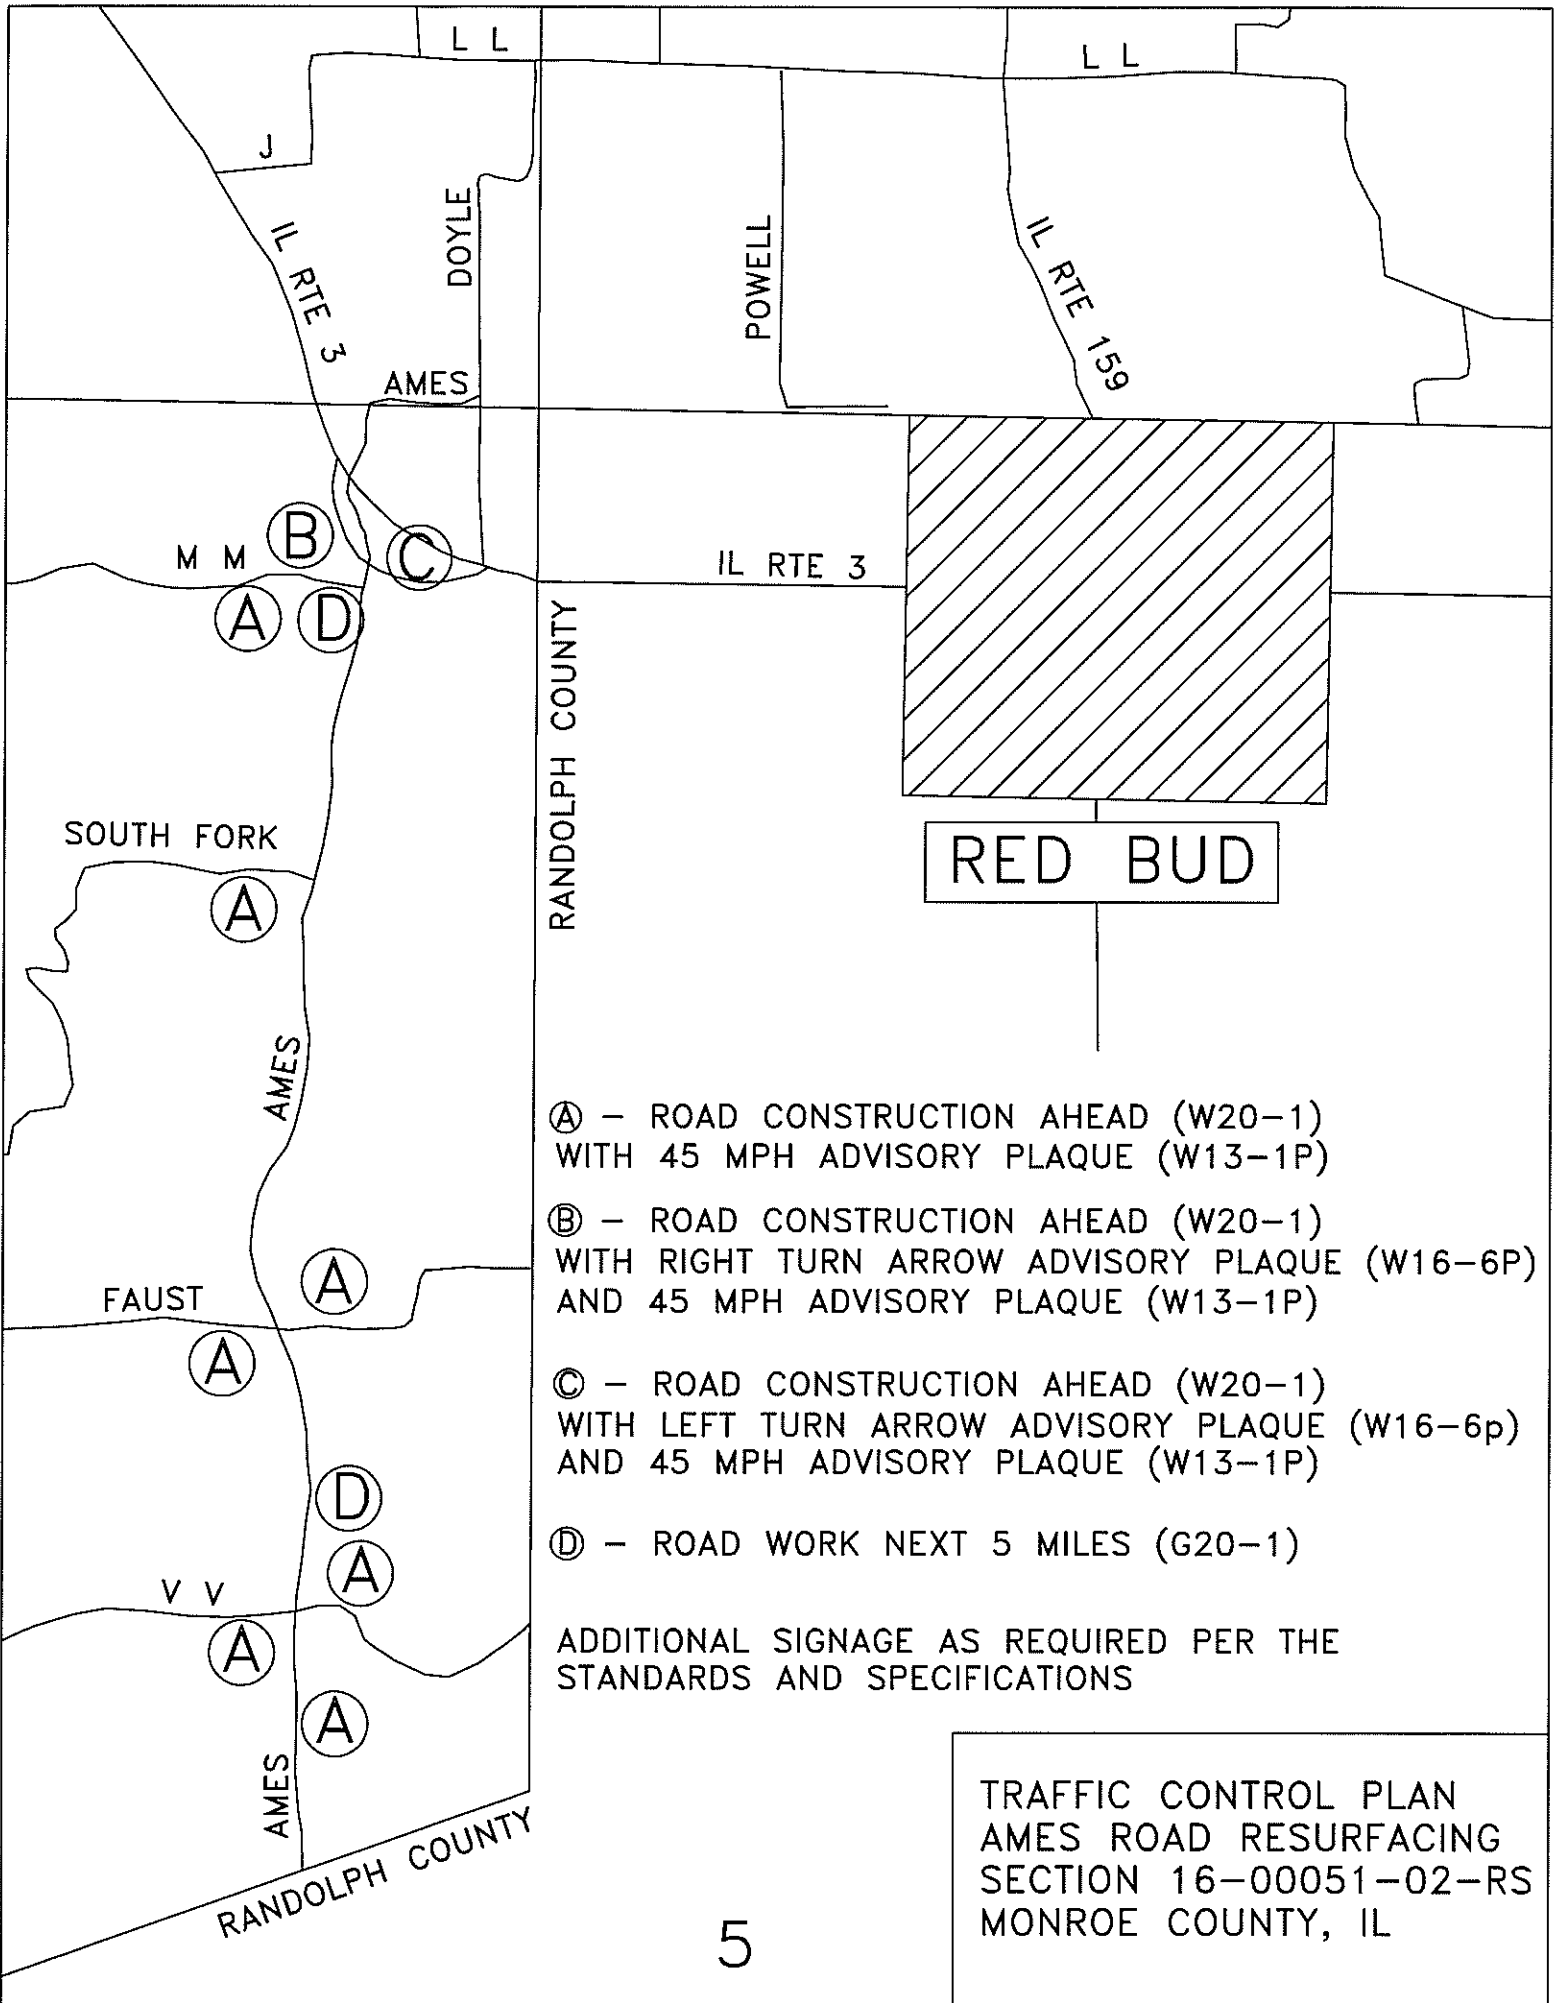 L L
L L
J
DOYLE
IL RTE 3
POWELL
IL RTE 159
AMES
B
M M
C
IL RTE 3
A
D
RANDOLPH COUNTY
SOUTH FORK
RED BUD
A
AMES
A - ROAD CONSTRUCTION AHEAD (W20-1)
WITH 45 MPH ADVISORY PLAQUE (W13-1P)
B - ROAD CONSTRUCTION AHEAD (W20-1)
WITH RIGHT TURN ARROW ADVISORY PLAQUE (W16-6P)
AND 45 MPH ADVISORY PLAQUE (W13-1P)
A
FAUST
A
C - ROAD CONSTRUCTION AHEAD (W20-1)
WITH LEFT TURN ARROW ADVISORY PLAQUE (W16-6p)
AND 45 MPH ADVISORY PLAQUE (W13-1P)
D
D - ROAD WORK NEXT 5 MILES (G20-1)
A
V V
A
ADDITIONAL SIGNAGE AS REQUIRED PER THE
STANDARDS AND SPECIFICATIONS
A
AMES
RANDOLPH COUNTY
TRAFFIC CONTROL PLAN
AMES ROAD RESURFACING
SECTION 16-00051-02-RS
MONROE COUNTY, IL
5